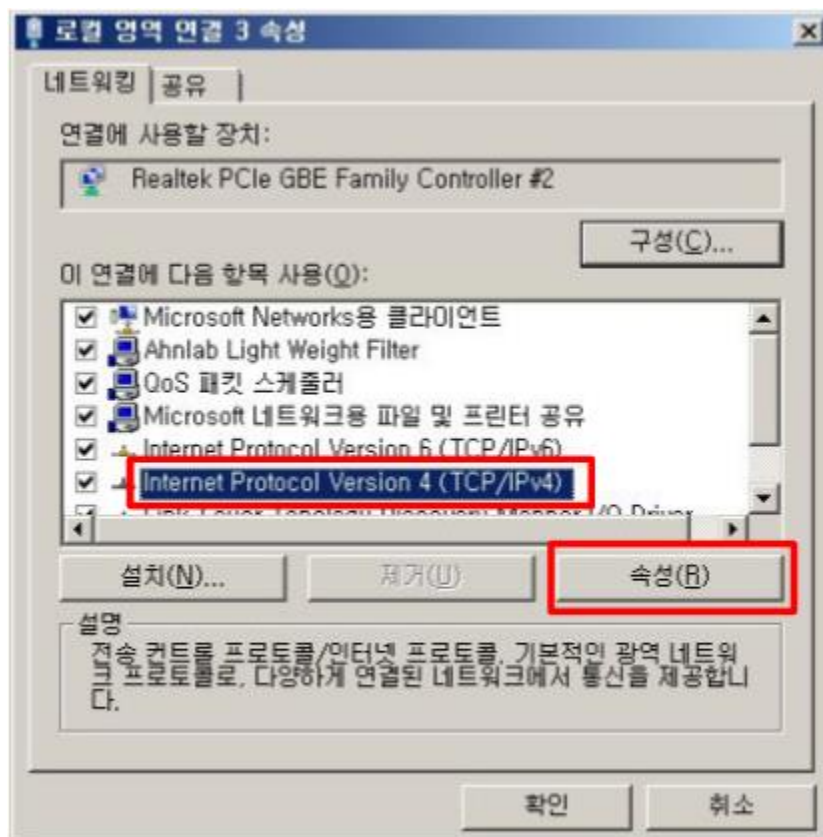 로컬 영역 연결 3 속성
네트워킹
공유
연결에 사용할 장치:
Realtek PCIe GBE Family Controller #2
구성(C)...
이 연결에 다음 항목 사용(O):
Microsoft Networks용 클라이언트
Ahnlab Light Weight Filter
QoS 패킷 스케줄러
Microsoft 네트워크용 파일 및 프린터 공유
Internet Protocol Version 6 (TCP/IPv6)
Internet Protocol Version 4 (TCP/IPv4)
Link-Layer Topology Discovery Mapper I/O Driver
설치(N)...
제거(U)
속성(R)
설명
전송 컨트롤 프로토콜/인터넷 프로토콜. 기본적인 광역 네트워
크 프로토콜로, 다양하게 연결된 네트워크에서 통신을 제공합니
다.
확인
취소